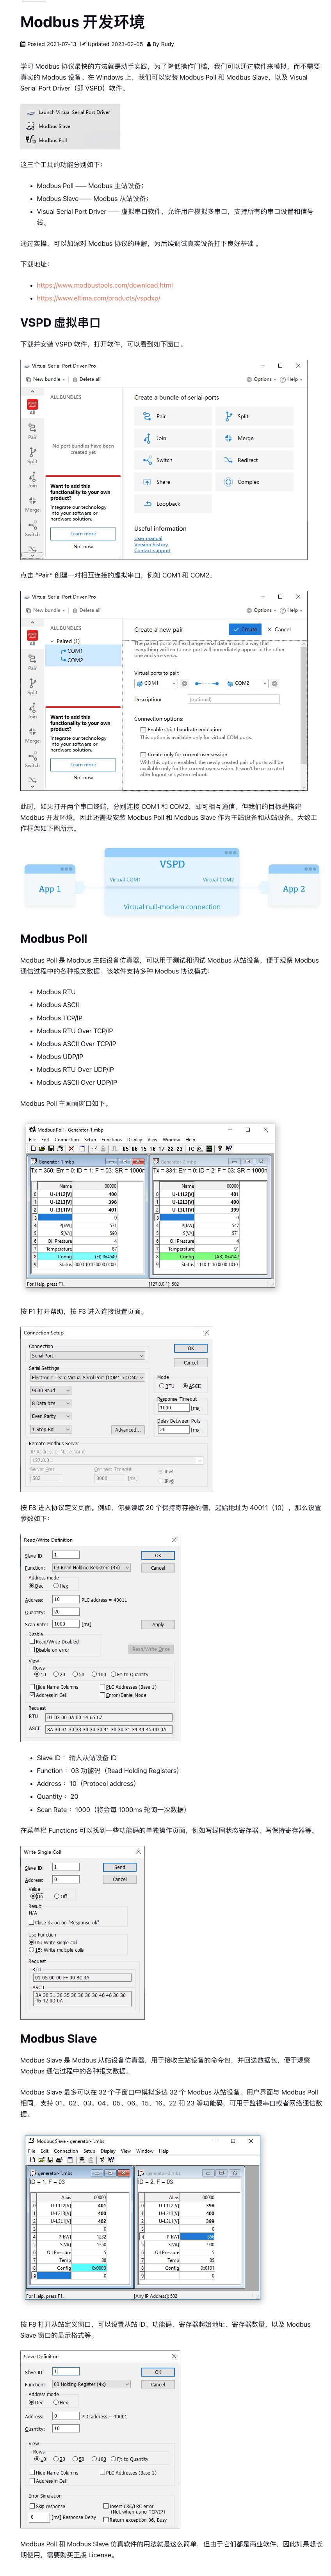 Modbus 开发环境
Posted 2021-07-13 Updated 2023-02-05 By Rudy
学习 Modbus 协议最快的方法就是动手实践，为了降低操作门槛，我们可以通过软件来模拟，而不需要
真实的 Modbus 设备。在 Windows 上，我们可以安装 Modbus Poll 和 Modbus Slave，以及 Visual
Serial Port Driver（即 VSPD）软件。
Launch Virtual Serial Port Driver
Modbus Slave
Modbus Poll
这三个工具的功能分别如下：
Modbus Poll —— Modbus 主站设备；
Modbus Slave —— Modbus 从站设备；
Visual Serial Port Driver —— 虚拟串口软件，允许用户模拟多串口，支持所有的串口设置和信号
线。
通过实操，可以加深对 Modbus 协议的理解，为后续调试真实设备打下良好基础 。
下载地址：
https://www.modbustools.com/download.html
https://www.eltima.com/products/vspdxp/
VSPD 虚拟串口
下载并安装 VSPD 软件，打开软件，可以看到如下窗口。
Virtual Serial Port Driver Pro
New bundle Delete all Options Help
All
Pair
Split
Join
Merge
Switch
ALL BUNDLES
No port bundles have been
created yet
Want to add this
functionality to your own
product?
Integrate our technology
into your software or
hardware solution.
Learn more
Not now
Create a bundle of serial ports
Pair Split
Join Merge
Switch Redirect
Share Complex
Loopback
Useful information
User manual
Version history
Contact support
点击 “Pair” 创建一对相互连接的虚拟串口，例如 COM1 和 COM2。
Virtual Serial Port Driver Pro
New bundle Delete all Options Help
All
Pair
Split
Join
Merge
Switch
ALL BUNDLES
Paired (1)
COM1
COM2
Want to add this
functionality to your own
product?
Integrate our technology
into your software or
hardware solution.
Learn more
Not now
Create a new pair Create Cancel
The paired ports will exchange serial data in such a way that
everything written to one port will immediately appear in the other
one and vice versa.
Virtual ports to pair:
COM1 COM2
Description: (optional)
Connection options:
Enable strict baudrate emulation
This option is available only for virtual COM ports.
Create only for current user session
With this option enabled, the newly created pair of ports will be
available only for the current user session. It won't be re-created
after logout or system reboot.
此时，如果打开两个串口终端，分别连接 COM1 和 COM2，即可相互通信。但我们的目标是搭建
Modbus 开发环境，因此还需要安装 Modbus Poll 和 Modbus Slave 作为主站设备和从站设备。大致工
作框架如下图所示。
VSPD
App 1 Virtual COM1 Virtual COM2 App 2
Virtual null-modem connection
Modbus Poll
Modbus Poll 是 Modbus 主站设备仿真器，可以用于测试和调试 Modbus 从站设备，便于观察 Modbus
通信过程中的各种报文数据。该软件支持多种 Modbus 协议模式：
Modbus RTU
Modbus ASCII
Modbus TCP/IP
Modbus RTU Over TCP/IP
Modbus ASCII Over TCP/IP
Modbus UDP/IP
Modbus RTU Over UDP/IP
Modbus ASCII Over UDP/IP
Modbus Poll 主画面窗口如下。
Modbus Poll - Generator-1.mbp
File Edit Connection Setup Functions Display View Window Help
05 06 15 16 17 22 23 TC
Generator-1.mbp
Tx = 350: Err = 0: ID = 1: F = 03: SR = 1000m
Name 00000
0 U-L1L2[V] 400
1 U-L2L3[V] 398
2 U-L3L1[V] 401
3 0
4 P[kW] 571
5 S[VA] 590
6 Oil Pressure 4
7 Temperature 87
8 Config
9 Status 0000 1010 0000 0100
Generator-2.mbp
Tx = 334: Err = 0: ID = 2: F = 03: SR = 1000m
Name 00000
U-L1L2[V] 401
U-L2L3[V] 400
U-L3L1[V] 399
0
P[kW] 547
S[VA] 571
Oil Pressure 4
Temperature 91
Config (AB) 0x4142
Status 1110 1110 0000 1010
For Help, press F1. [127.0.0.1]: 502
按 F1 打开帮助，按 F3 进入连接设置页面。
Connection Setup
Connection
Serial Port
OK
Cancel
Serial Settings
Electronic Team Virtual Serial Port (COM1->COM2)
9600 Baud
8 Data bits
Even Parity
1 Stop Bit Advanced...
Mode
RTU ASCII
Response Timeout
1000 [ms]
Delay Between Polls
20 [ms]
Remote Modbus Server
IP Address or Node Name
127.0.0.1
Server Port Connect Timeout
502 3000 [ms]
IPv4
IPv6
按 F8 进入协议定义页面。例如，你要读取 20 个保持寄存器的值，起始地址为 40011（10），那么设置
参数如下：
Read/Write Definition
Slave ID: 1 OK
Function: 03 Read Holding Registers (4x) Cancel
Address mode
Dec Hex
Address: 10 PLC address = 40011
Quantity: 20
Scan Rate: 1000 [ms] Apply
Disable
Read/Write Disabled
Disable on error Read/Write Once
View
Rows
10 20 50 100 Fit to Quantity
Hide Name Columns PLC Addresses (Base 1)
Address in Cell Enron/Daniel Mode
Request
RTU 01 03 00 0A 00 14 65 C7
ASCII 3A 30 31 30 33 30 30 30 41 30 30 31 34 44 45 0D 0A
Slave ID ：输入从站设备 ID
Function ：03 功能码（Read Holding Registers）
Address ：10（Protocol address）
Quantity ：20
Scan Rate ：1000（将会每 1000ms 轮询一次数据）
在菜单栏 Functions 可以找到一些功能码的单独操作页面，例如写线圈状态寄存器、写保持寄存器等。
Write Single Coil
Slave ID: 1 Send
Address: 0 Cancel
Value
On Off
Result
N/A
Close dialog on "Response ok"
Use Function
05: Write single coil
15: Write multiple coils
Request
RTU
01 05 00 00 FF 00 8C 3A
ASCII
3A 30 31 30 35 30 30 30 30 46 46 30 30
46 42 0D 0A
Modbus Slave
Modbus Slave 是 Modbus 从站设备仿真器，用于接收主站设备的命令包，并回送数据包，便于观察
Modbus 通信过程中的各种报文数据。
Modbus Slave 最多可以在 32 个子窗口中模拟多达 32 个 Modbus 从站设备。用户界面与 Modbus Poll
相同，支持 01、02、03、04、05、06、15、16、22 和 23 等功能码，可用于监视串口或者网络通信数
据。
Modbus Slave - generator-1.mbs
File Edit Connection Setup Display View Window Help
generator-1.mbs
ID = 1: F = 03
Alias 00000
0 U-L1L2[V] 401
1 U-L2L3[V] 400
2 U-L3L1[V] 402
3 0
4 P[kW] 1232
5 S[VA] 1350
6 Oil Pressure 5
7 Temp 88
8 Config 0x0008
9 0
generator-2.mbs
ID = 2: F = 03
Alias 00000
0 U-L1L2[V] 398
1 U-L2L3[V] 400
2 U-L3L1[V] 399
3 0
4 P[kW]
5 S[VA] 900
6 Oil Pressure 5
7 Temp 85
8 Config 0x0101
9 0
For Help, press F1. [Any IP Address]: 502
按 F8 打开从站定义窗口，可以设置从站 ID、功能码、寄存器起始地址、寄存器数量，以及 Modbus
Slave 窗口的显示格式等。
Slave Definition
Slave ID: 1 OK
Function: 03 Holding Register (4x) Cancel
Address mode
Dec Hex
Address: 0 PLC address = 40001
Quantity: 10
View
Rows
10 20 50 100 Fit to Quantity
Hide Name Columns PLC Addresses (Base 1)
Address in Cell
Error Simulation
Skip response Insert CRC/LRC error
(Not when using TCP/IP)
0 [ms] Response Delay Return exception 06, Busy
Modbus Poll 和 Modbus Slave 仿真软件的用法就是这么简单，但由于它们都是商业软件，因此如果想长
期使用，需要购买正版 License。